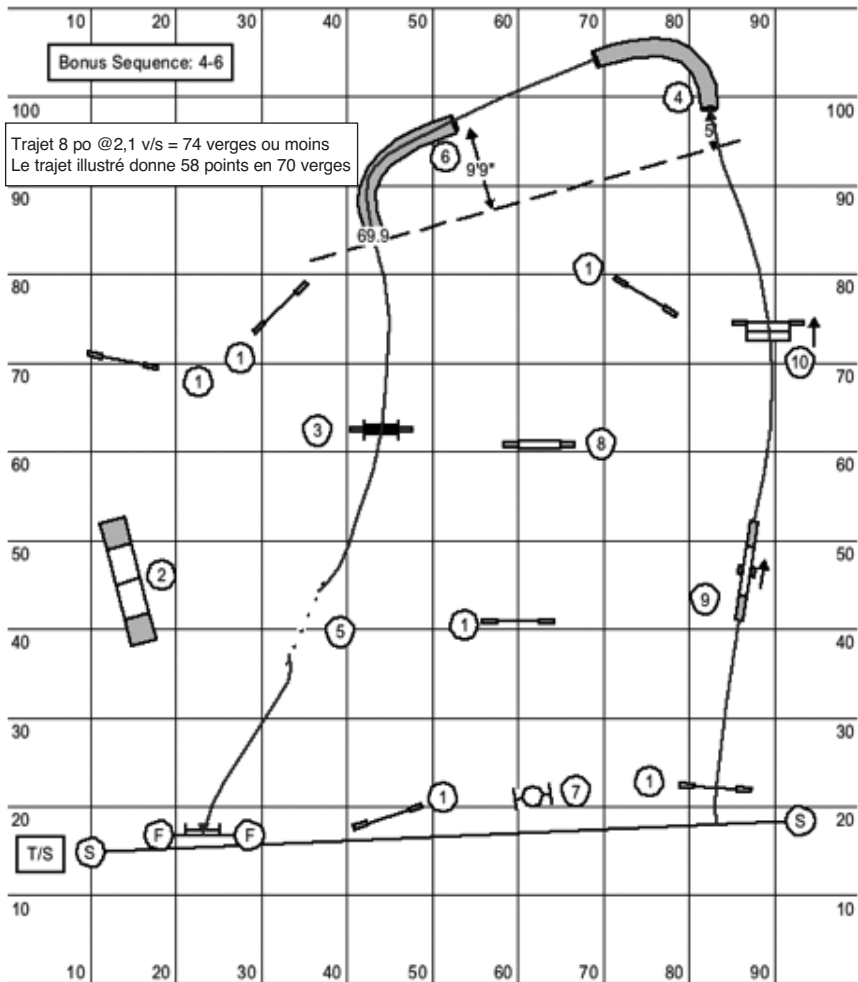 10 20 30 40 50 60 70 80 90
Bonus Sequence: 4-6
100 4 100
5
Trajet 8 po @2,1 v/s = 74 verges ou moins
Le trajet illustré donne 58 points en 70 verges
6
9'9"
90 90
69.9
80 1 80
1 10
70 1 70
3 8
60 60
50 50
2
9
40 5 1 40
30 30
1 7 1
20 20
F F S
T/S S
10 10
10 20 30 40 50 60 70 80 90